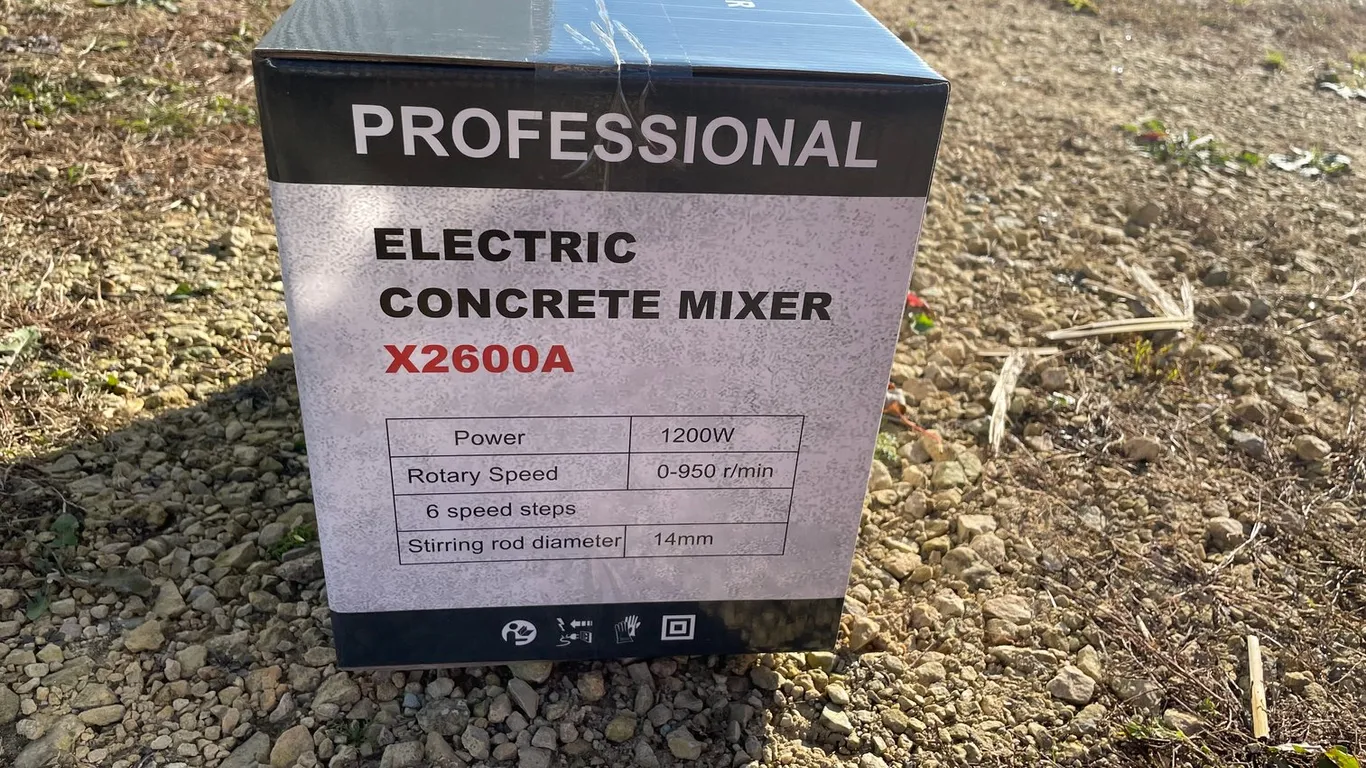 PROFESSIONAL
ELECTRIC
CONCRETE MIXER
X2600A
Power 1200W
Rotary Speed 0-950 r/min
6 speed steps
Stirring rod diameter 14mm